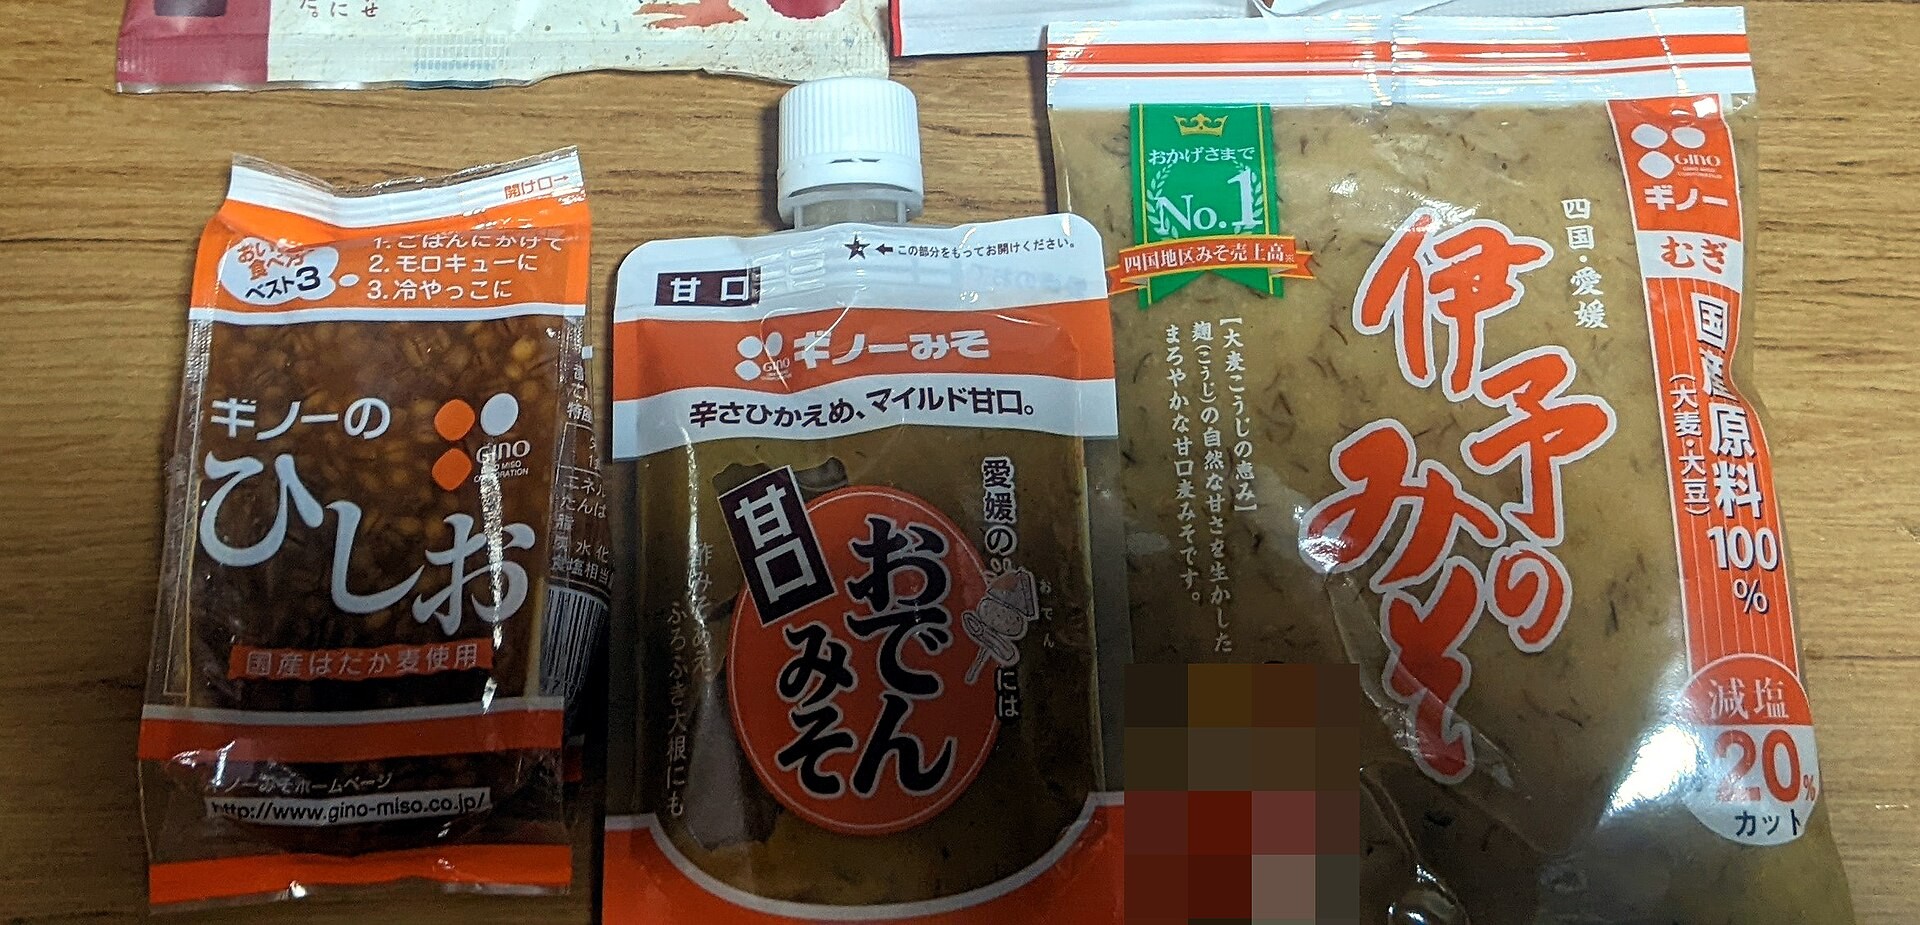 開け口→
おいしい
食べ方
ベスト3
1. ごはんにかけて
2. モロキューに
3. 冷やっこに
ギノーの
ひしお
GINO
GINO MISO
CORPORATION
国産はだか麦使用
ギノーみそホームページ
http://www.gino-miso.co.jp/
★←この部分をもってお開けください。
甘口
GINO
ギノーみそ
辛さひかえめ、マイルド甘口。
愛媛の
おでん
には
甘口
おでん
みそ
酢みそあえ、
ふろふき大根にも
おかげさまで
No.1
四国地区みそ売上高※
GINO
ギノー
むぎ
国産原料
(大麦・大豆)
100
%
減塩
20%
カット
四国・愛媛
伊予の
みそ
【大麦こうじの恵み】
麹(こうじ)の自然な甘さを生かした
まろやかな甘口麦みそです。